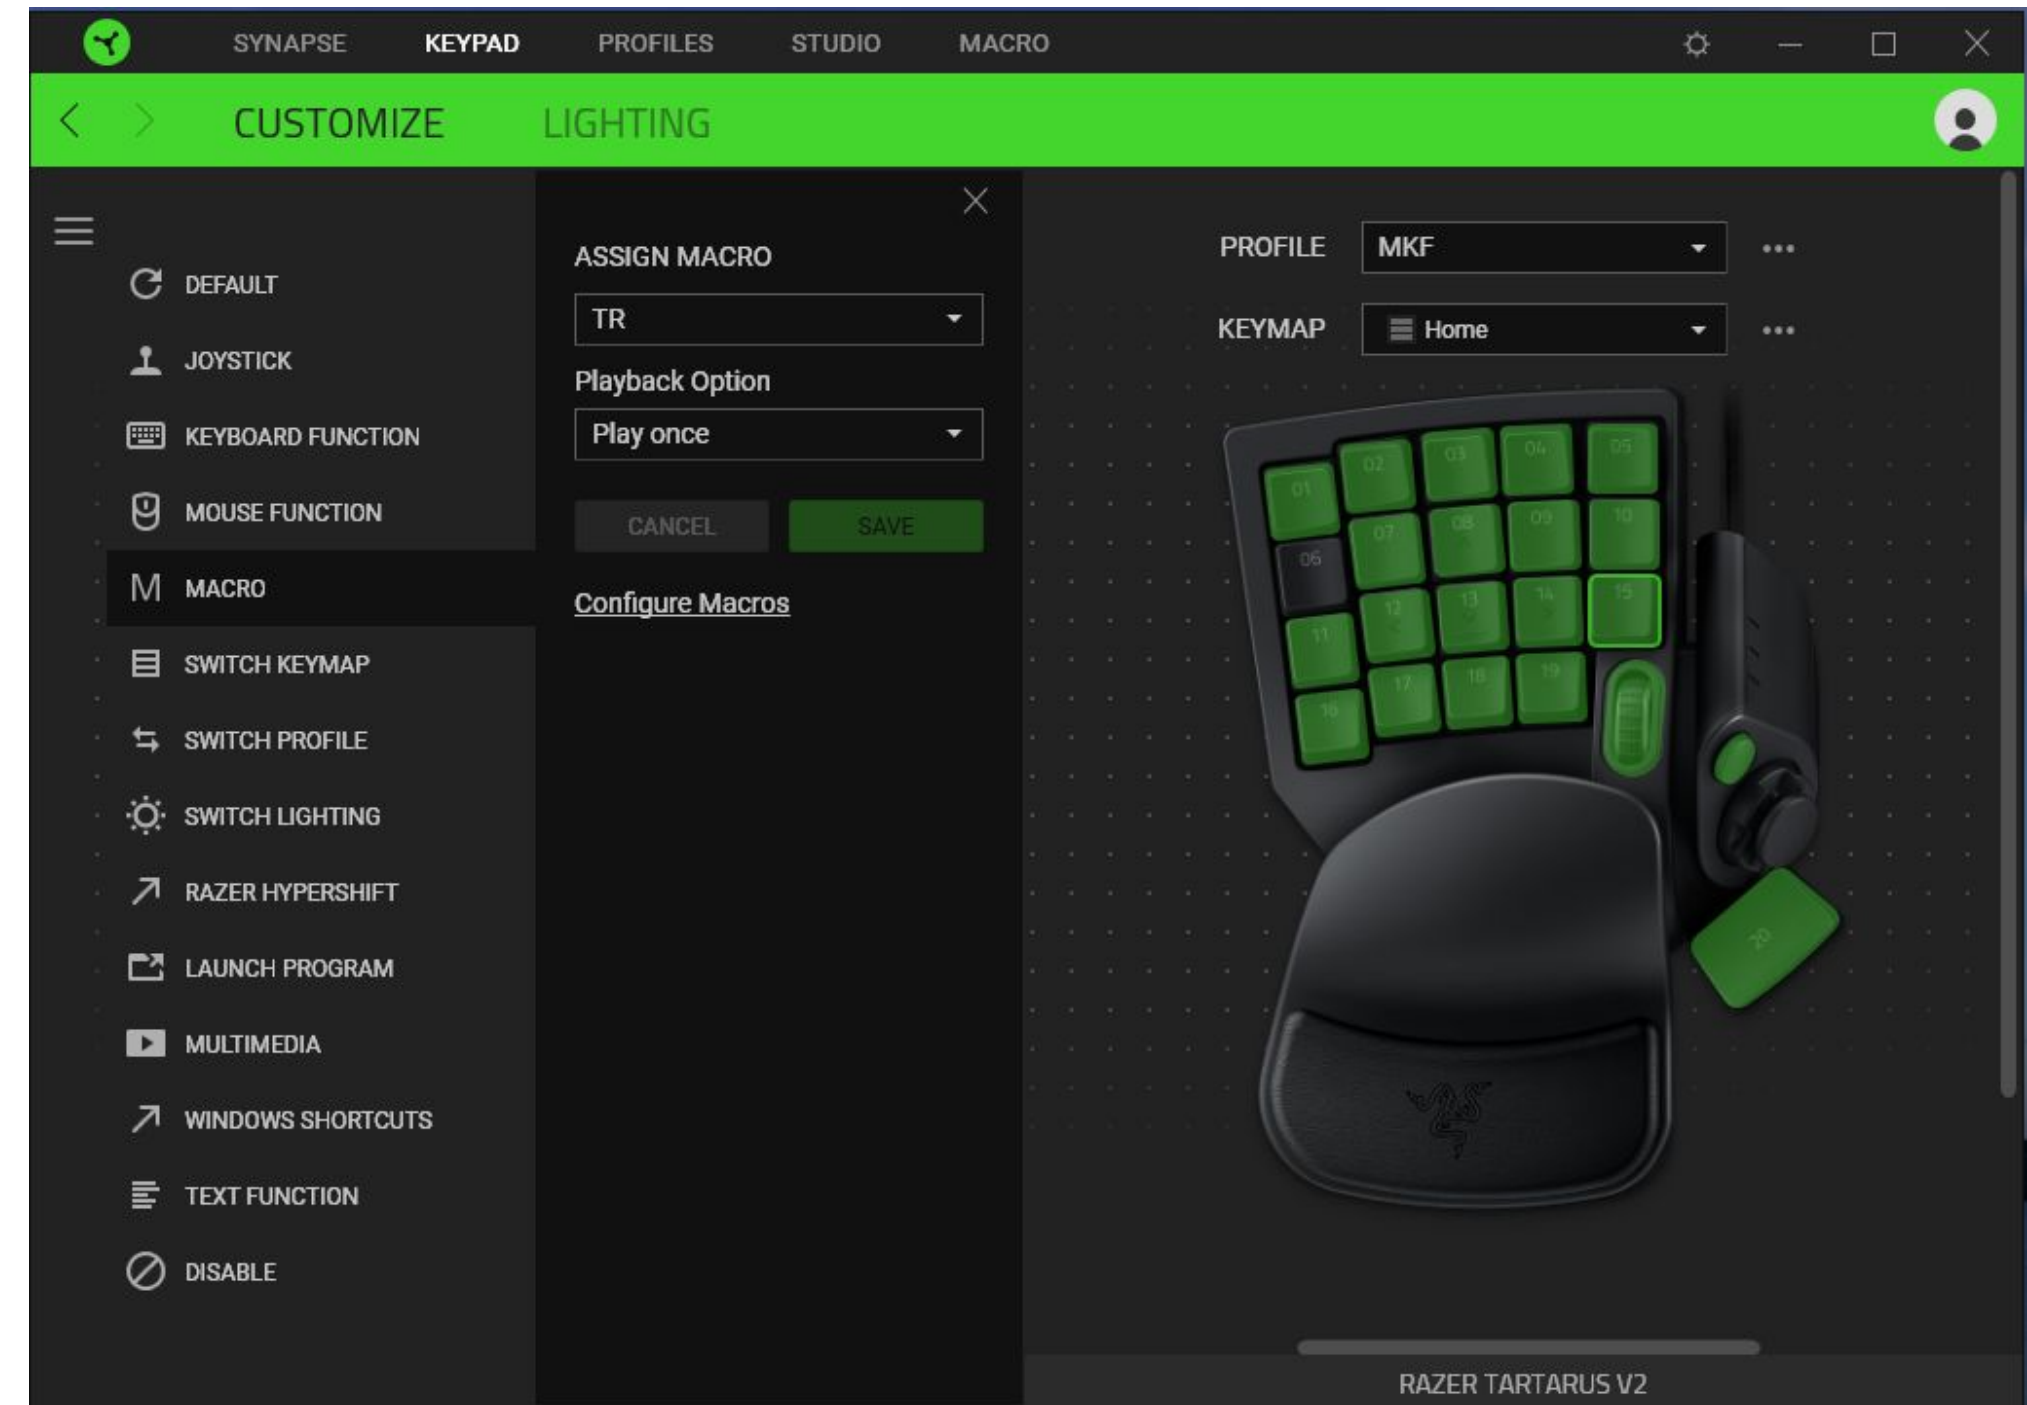 SYNAPSE KEYPAD PROFILES STUDIO MACRO
CUSTOMIZE LIGHTING
DEFAULT
JOYSTICK
KEYBOARD FUNCTION
MOUSE FUNCTION
M MACRO
SWITCH KEYMAP
SWITCH PROFILE
SWITCH LIGHTING
RAZER HYPERSHIFT
LAUNCH PROGRAM
MULTIMEDIA
WINDOWS SHORTCUTS
TEXT FUNCTION
DISABLE
ASSIGN MACRO
TR
Playback Option
Play once
CANCEL SAVE
Configure Macros
PROFILE MKF
KEYMAP Home
01 02 03 04 05
06 07 08 09 10
11 12 13 14 15
16 17 18 19
20
RAZER TARTARUS V2